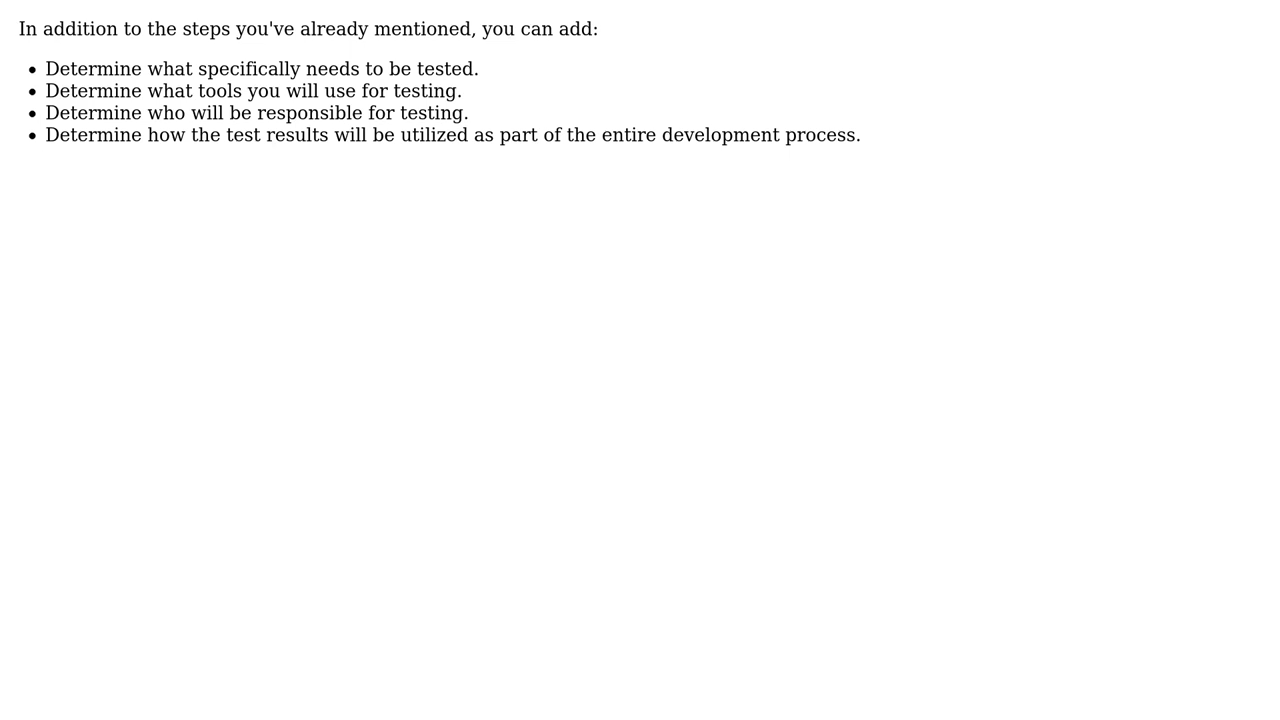 In addition to the steps you've already mentioned, you can add:
• Determine what specifically needs to be tested.
• Determine what tools you will use for testing.
• Determine who will be responsible for testing.
• Determine how the test results will be utilized as part of the entire development process.